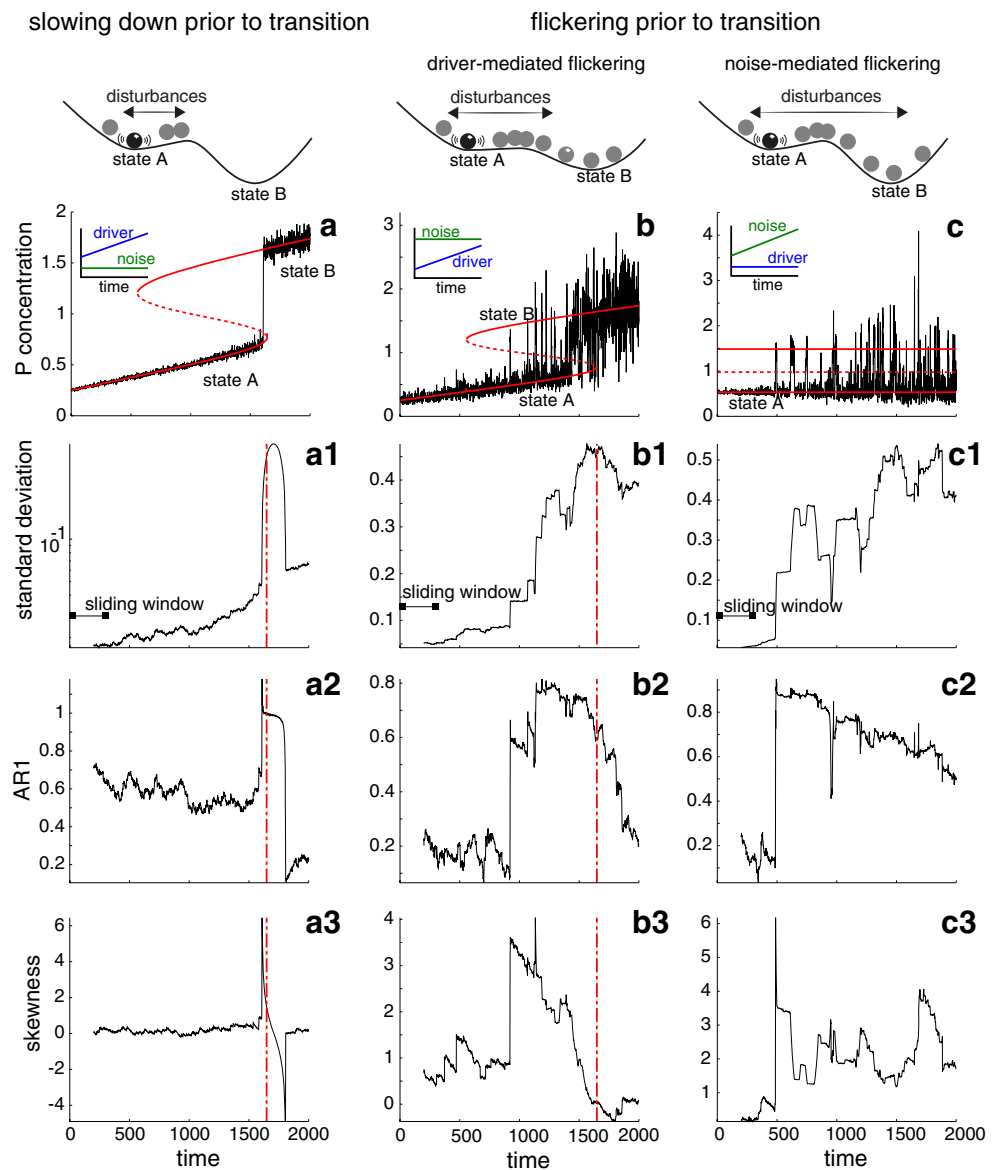 slowing down prior to transition
flickering prior to transition
driver-mediated flickering
noise-mediated flickering
disturbances
state A
state B
disturbances
state A
state B
disturbances
state A
state B
P concentration
2
1.5
1
0.5
0
driver
noise
time
a
state B
state A
3.2
2.4
1.6
0.8
0
noise
driver
time
b
state B
state A
4
3
2
1
0
noise
driver
time
c
state A
standard deviation
10⁻¹
sliding window
a1
0.4
0.3
0.2
0.1
sliding window
b1
0.5
0.4
0.3
0.2
0.1
sliding window
c1
AR1
1
0.8
0.6
0.4
0.2
a2
0.8
0.6
0.4
0.2
b2
0.8
0.6
0.4
0.2
c2
skewness
6
4
2
0
-2
-4
a3
4
3
2
1
0
b3
6
5
4
3
2
1
c3
0 500 1000 1500 2000
time
0 500 1000 1500 2000
time
0 500 1000 1500 2000
time